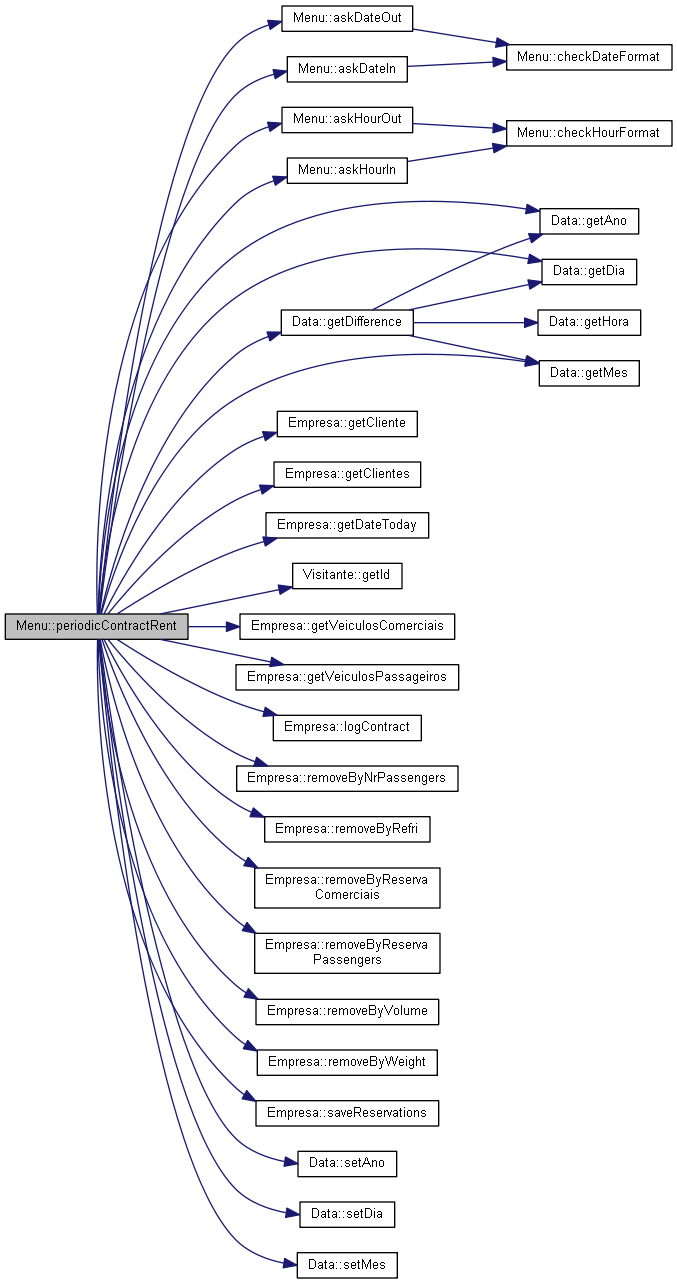 Menu::askDateOut
Menu::checkDateFormat
Menu::askDateIn
Menu::askHourOut
Menu::checkHourFormat
Menu::askHourIn
Data::getAno
Data::getDia
Data::getDifference
Data::getHora
Data::getMes
Empresa::getCliente
Empresa::getClientes
Empresa::getDateToday
Visitante::getId
Menu::periodicContractRent
Empresa::getVeiculosComerciais
Empresa::getVeiculosPassageiros
Empresa::logContract
Empresa::removeByNrPassengers
Empresa::removeByRefri
Empresa::removeByReserva
Comerciais
Empresa::removeByReserva
Passengers
Empresa::removeByVolume
Empresa::removeByWeight
Empresa::saveReservations
Data::setAno
Data::setDia
Data::setMes